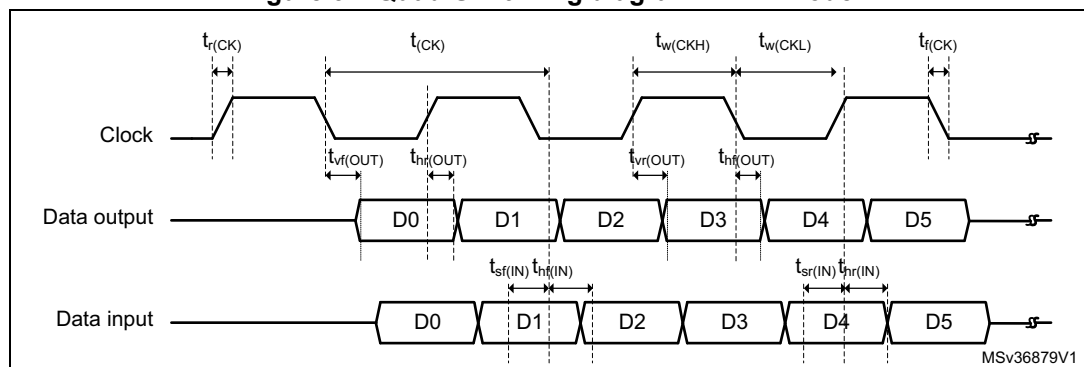 tr(CK) t(CK) tw(CKH) tw(CKL) tf(CK)
Clock
tvf(OUT) thr(OUT) tvr(OUT) thf(OUT)
Data output D0 D1 D2 D3 D4 D5
tsf(IN) thf(IN) tsr(IN) thr(IN)
Data input D0 D1 D2 D3 D4 D5
MSv36879V1